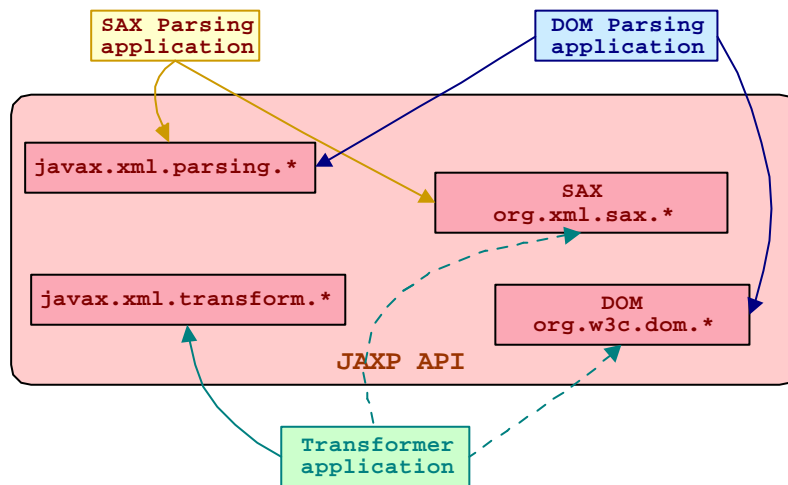 SAX Parsing
application
DOM Parsing
application
javax.xml.parsing.*
SAX
org.xml.sax.*
javax.xml.transform.*
DOM
org.w3c.dom.*
JAXP API
Transformer
application